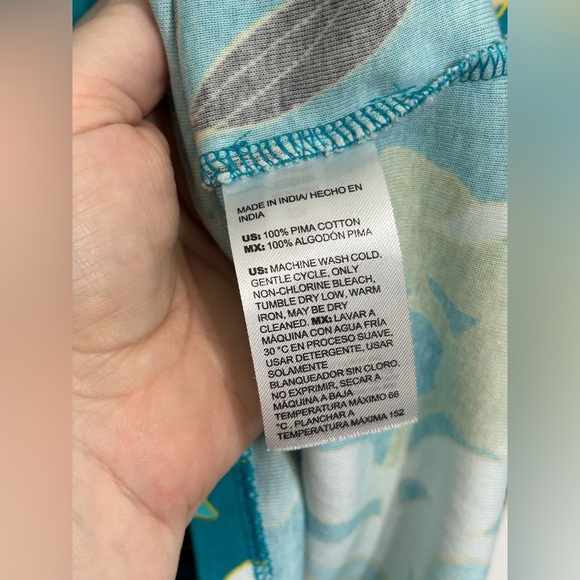 MADE IN INDIA/ HECHO EN
INDIA
US: 100% PIMA COTTON
MX: 100% ALGODÓN PIMA
US: MACHINE WASH COLD,
GENTLE CYCLE, ONLY
NON-CHLORINE BLEACH,
TUMBLE DRY LOW, WARM
IRON, MAY BE DRY
CLEANED. MX: LAVAR A
MÁQUINA CON AGUA FRÍA
30 °C EN PROCESO SUAVE,
USAR DETERGENTE, USAR
SOLAMENTE
BLANQUEADOR SIN CLORO.
NO EXPRIMIR, SECAR A
MÁQUINA A BAJA
TEMPERATURA MÁXIMO 66
°C , PLANCHAR A
TEMPERATURA MÁXIMA 152